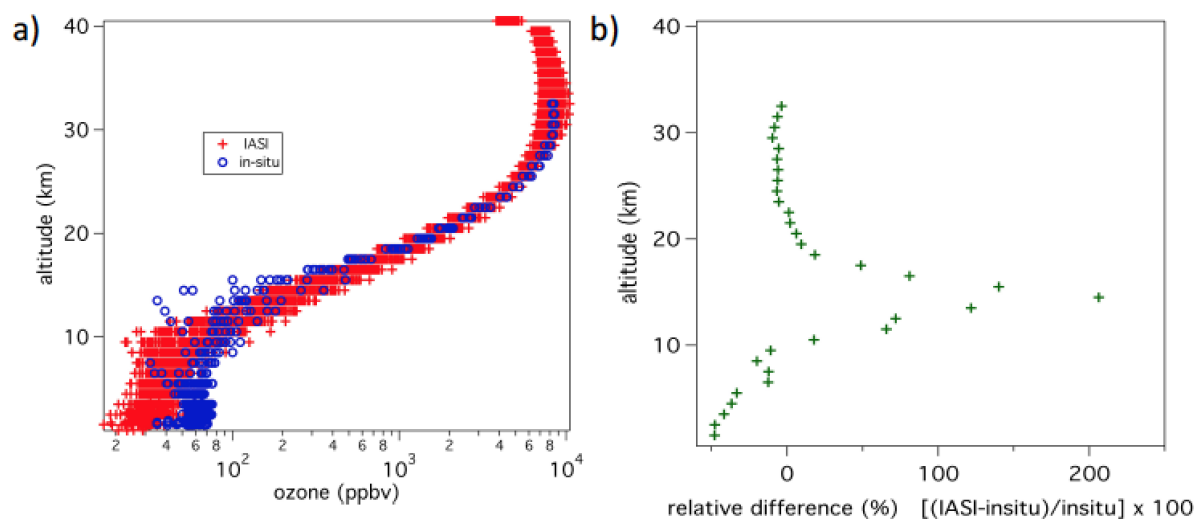 a)
40
30
20
10
altitude (km)
IASI
in-situ
2 4 6 8 2 4 6 8 2 4 6 8
10² 10³ 10⁴
ozone (ppbv)
b)
40
30
20
10
altitude (km)
0 100 200
relative difference (%) [(IASI-insitu)/insitu] x 100